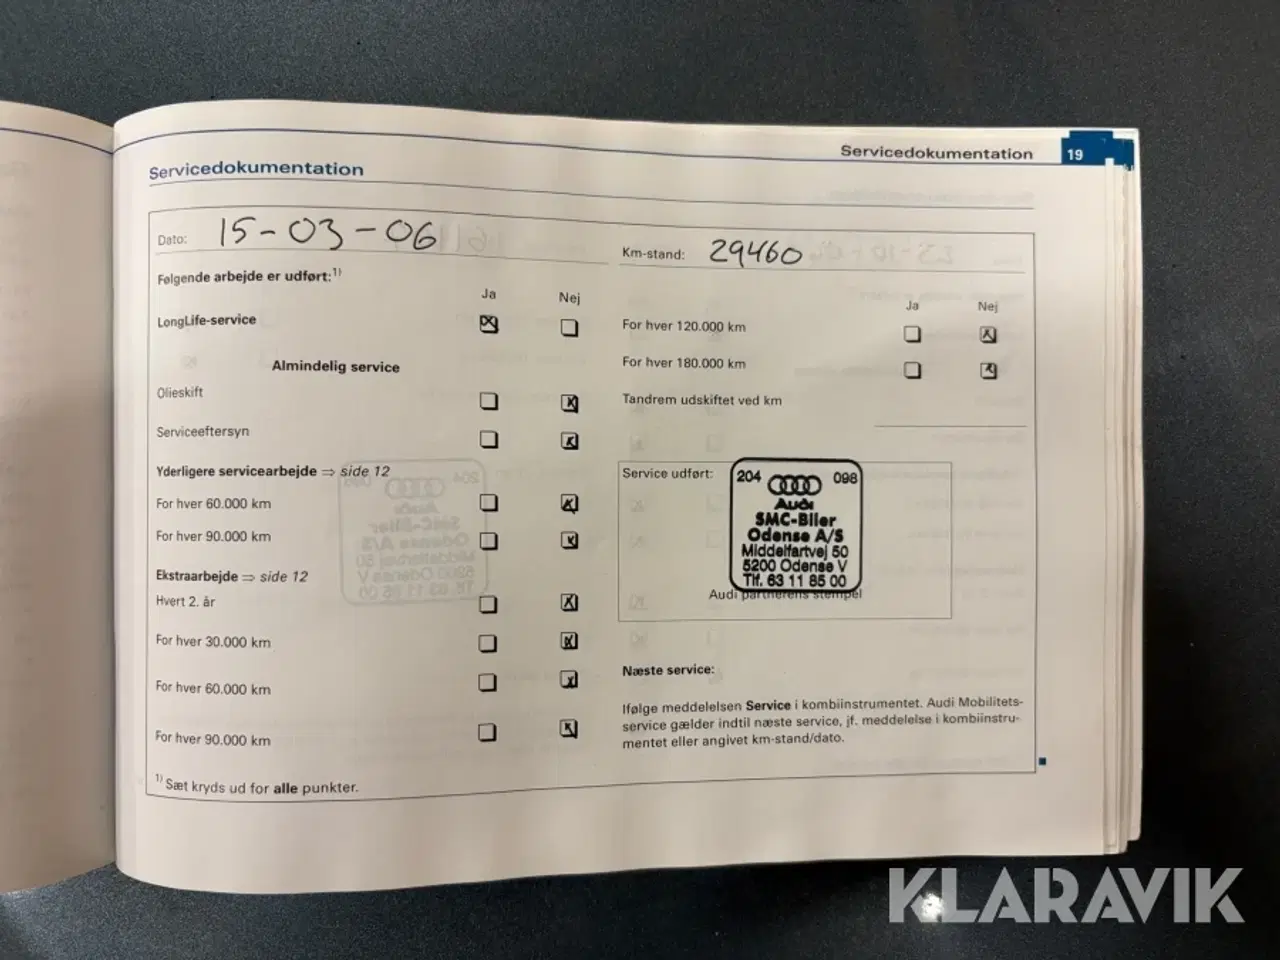 Servicedokumentation
19
Servicedokumentation
Dato: 15-03-06
Km-stand: 29460
Følgende arbejde er udført:1)
Ja Nej
LongLife-service
Almindelig service
Olieskift
Serviceeftersyn
Yderligere servicearbejde ⇒ side 12
For hver 60.000 km
For hver 90.000 km
Ekstraarbejde ⇒ side 12
Hvert 2. år
For hver 30.000 km
For hver 60.000 km
For hver 90.000 km
1) Sæt kryds ud for alle punkter.
Ja Nej
For hver 120.000 km
For hver 180.000 km
Tandrem udskiftet ved km
Service udført:
204 098
Audi
SMC-Biler
Odense A/S
Middelfartvej 50
5200 Odense V
Tlf. 63 11 85 00
Audi partnerens stempel
Næste service:
Ifølge meddelelsen Service i kombiinstrumentet. Audi Mobilitets-
service gælder indtil næste service, jf. meddelelse i kombiinstru-
mentet eller angivet km-stand/dato.
KLARAVIK